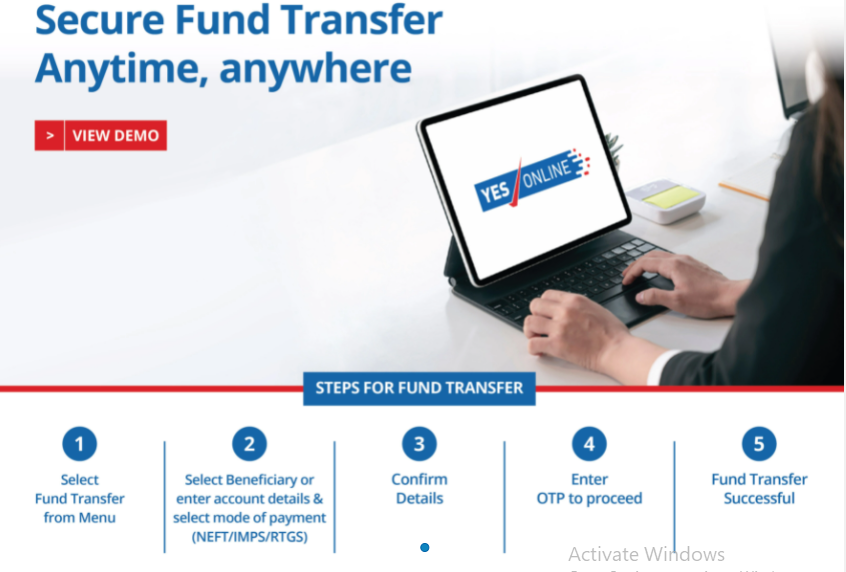 Secure Fund Transfer
Anytime, anywhere
> VIEW DEMO
YES ONLINE
STEPS FOR FUND TRANSFER
1
Select
Fund Transfer
from Menu
2
Select Beneficiary or
enter account details &
select mode of payment
(NEFT/IMPS/RTGS)
3
Confirm
Details
4
Enter
OTP to proceed
5
Fund Transfer
Successful
Activate Windows